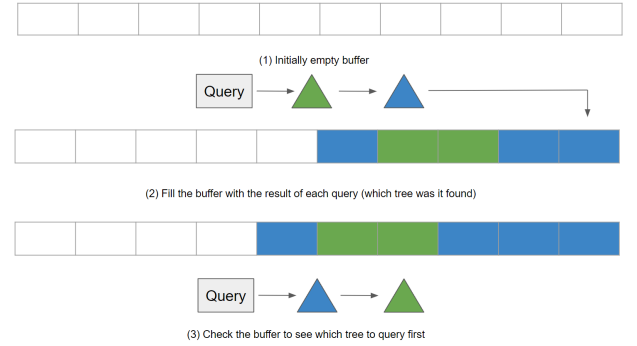 (1) Initially empty buffer
Query
(2) Fill the buffer with the result of each query (which tree was it found)
Query
(3) Check the buffer to see which tree to query first